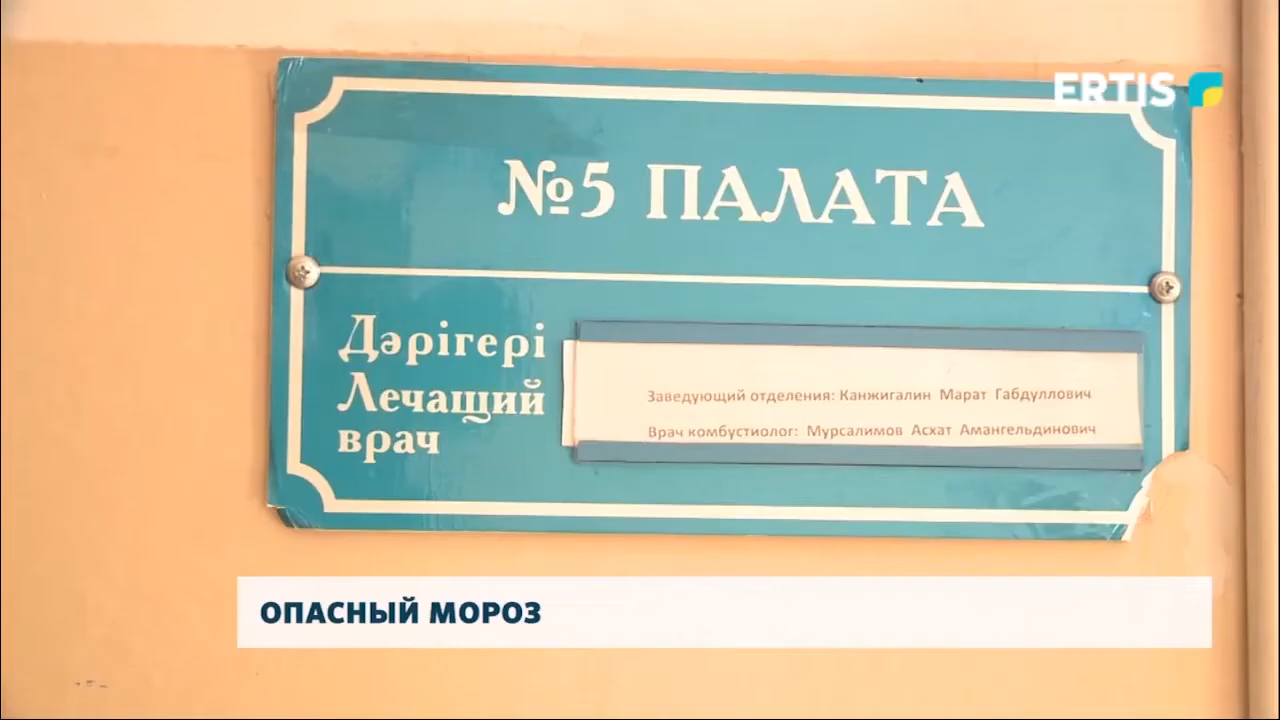 ERTIS
№5 ПАЛАТА
Дәрігері
Лечащий
врач
Заведующий отделения: Канжигалин Марат Габдуллович
Врач комбустиолог: Мурсалимов Асхат Амангельдинович
ОПАСНЫЙ МОРОЗ